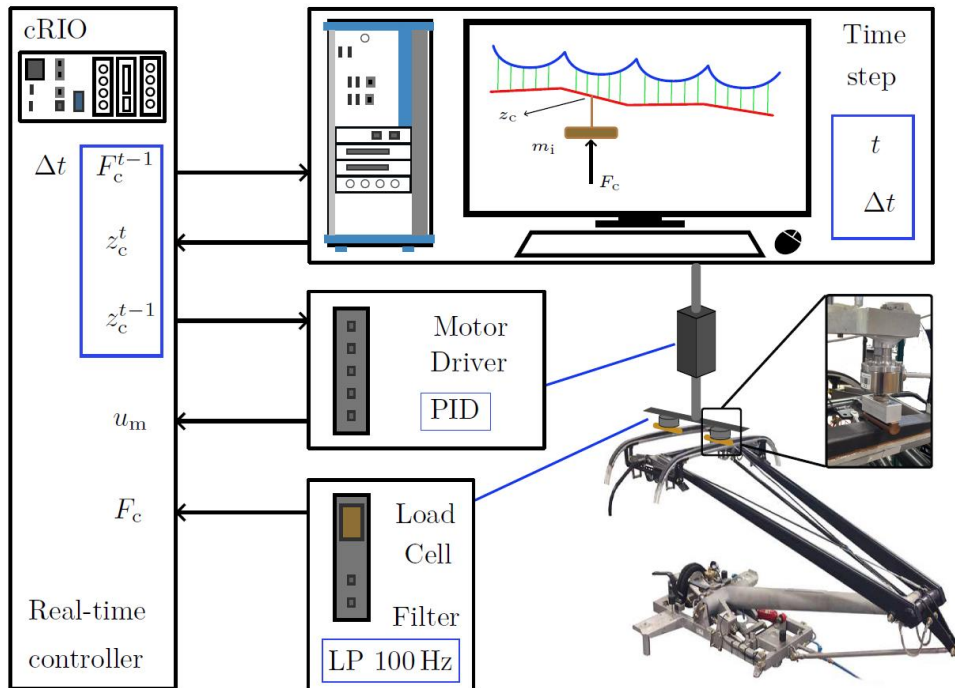 cRIO
Δt F_c^{t−1}
z_c^t
z_c^{t−1}
u_m
F_c
Real-time
controller
z_c
m_i
F_c
Time
step
t
Δt
Motor
Driver
PID
Load
Cell
Filter
LP 100 Hz